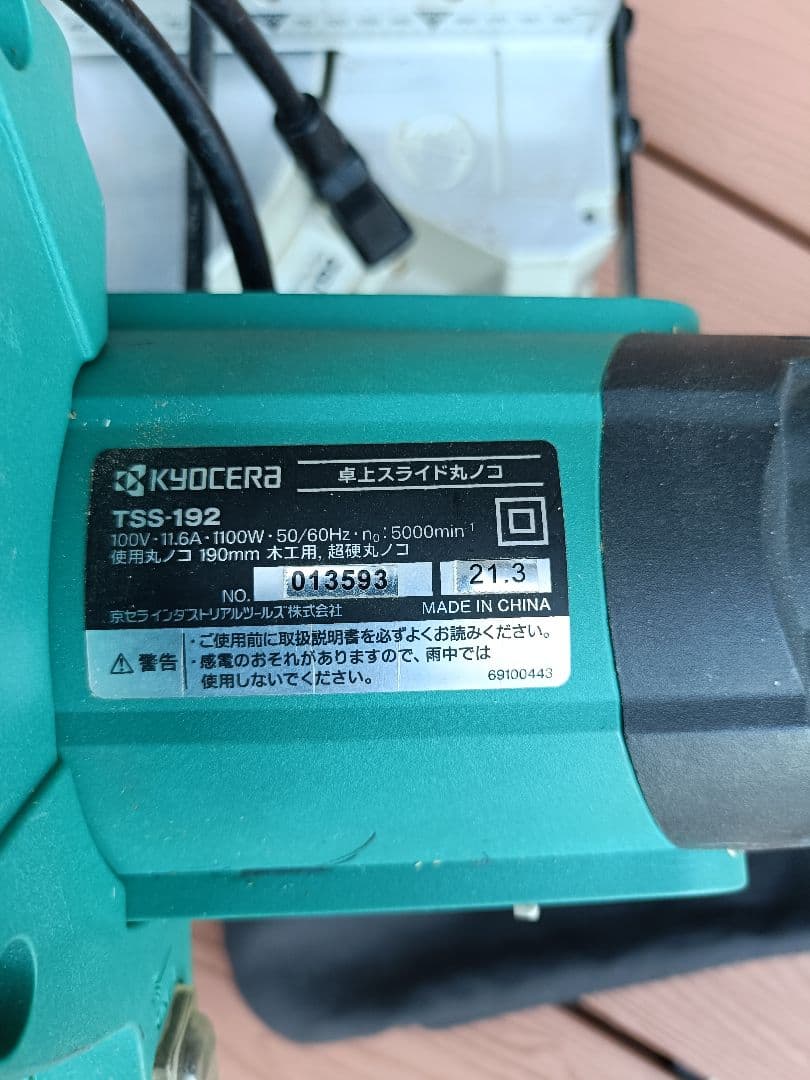 KYOCERA 卓上スライド丸ノコ
TSS-192
100V・11.6A・1100W・50/60Hz・n0:5000min-1
使用丸ノコ 190mm 木工用, 超硬丸ノコ
NO. 013593 21.3
京セラインダストリアルツールズ株式会社 MADE IN CHINA
警告
・ご使用前に取扱説明書を必ずよくお読みください。
・感電のおそれがありますので、雨中では
使用しないでください。
69100443